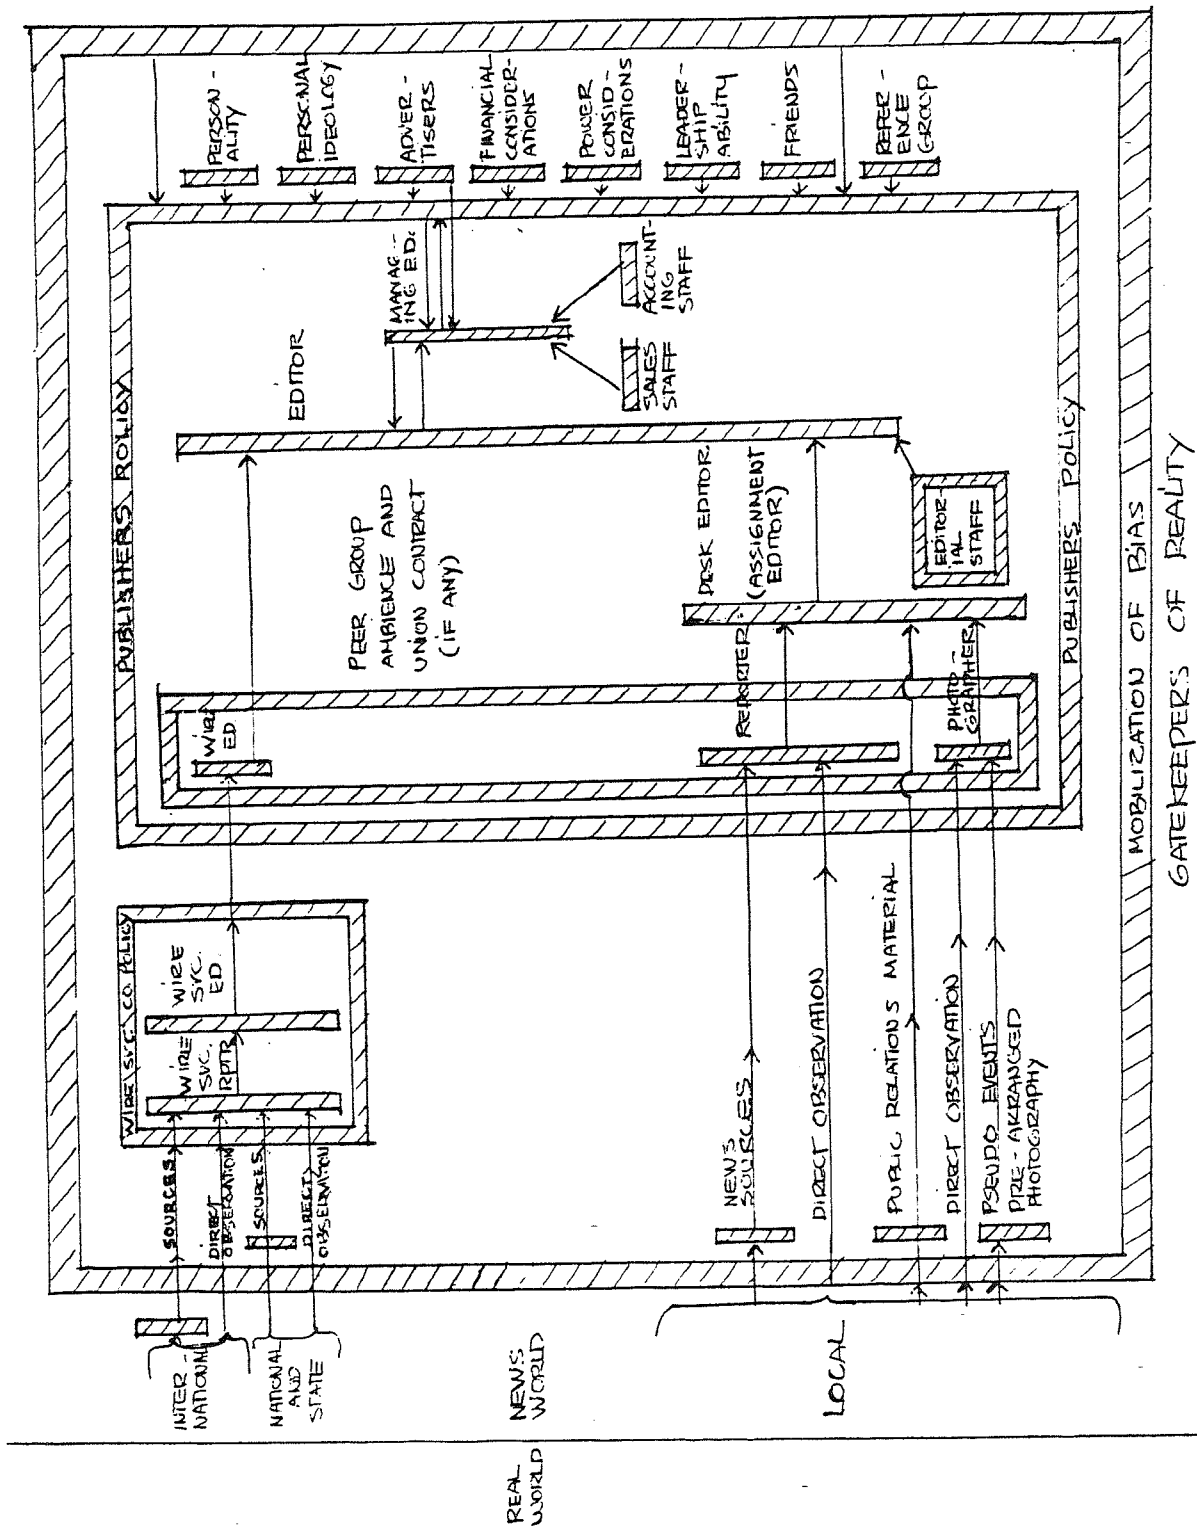 REAL
WORLD
NEWS
WORLD
INTER-
NATIONAL
NATIONAL
AND
STATE
LOCAL
SOURCES
DIRECT
OBSERVATION
SOURCES
DIRECT
OBSERVATION
WIRE SVC. CO. POLICY
WIRE
SVC.
RPTR
WIRE
SVC.
ED.
NEWS
SOURCES
DIRECT OBSERVATION
PUBLIC RELATIONS MATERIAL
DIRECT OBSERVATION
PSEUDO EVENTS
PRE-ARRANGED
PHOTOGRAPHY
PUBLISHERS POLICY
WIRE
ED
REPORTER
PHOTO-
GRAPHER
PEER GROUP
AMBIENCE AND
UNION CONTRACT
(IF ANY)
DESK EDITOR
(ASSIGNMENT
EDITOR)
EDITOR-
IAL
STAFF
EDITOR
MANAG-
ING ED.
SALES
STAFF
ACCOUNT-
ING
STAFF
PUBLISHERS POLICY
PERSON-
ALITY
PERSONAL
IDEOLOGY
ADVER-
TISERS
FINANCIAL
CONSIDER-
ATIONS
POWER
CONSID-
ERATIONS
LEADER-
SHIP
ABILITY
FRIENDS
REFER-
ENCE
GROUP
MOBILIZATION OF BIAS
GATEKEEPERS OF REALITY